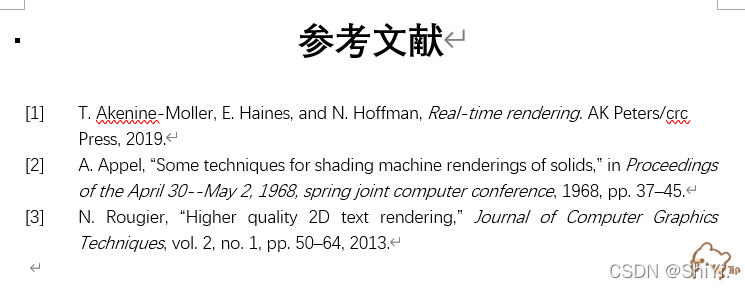 参考文献
[1] T. Akenine-Moller, E. Haines, and N. Hoffman, Real-time rendering. AK Peters/crc
Press, 2019.
[2] A. Appel, “Some techniques for shading machine renderings of solids,” in Proceedings
of the April 30--May 2, 1968, spring joint computer conference, 1968, pp. 37–45.
[3] N. Rougier, “Higher quality 2D text rendering,” Journal of Computer Graphics
Techniques, vol. 2, no. 1, pp. 50–64, 2013.